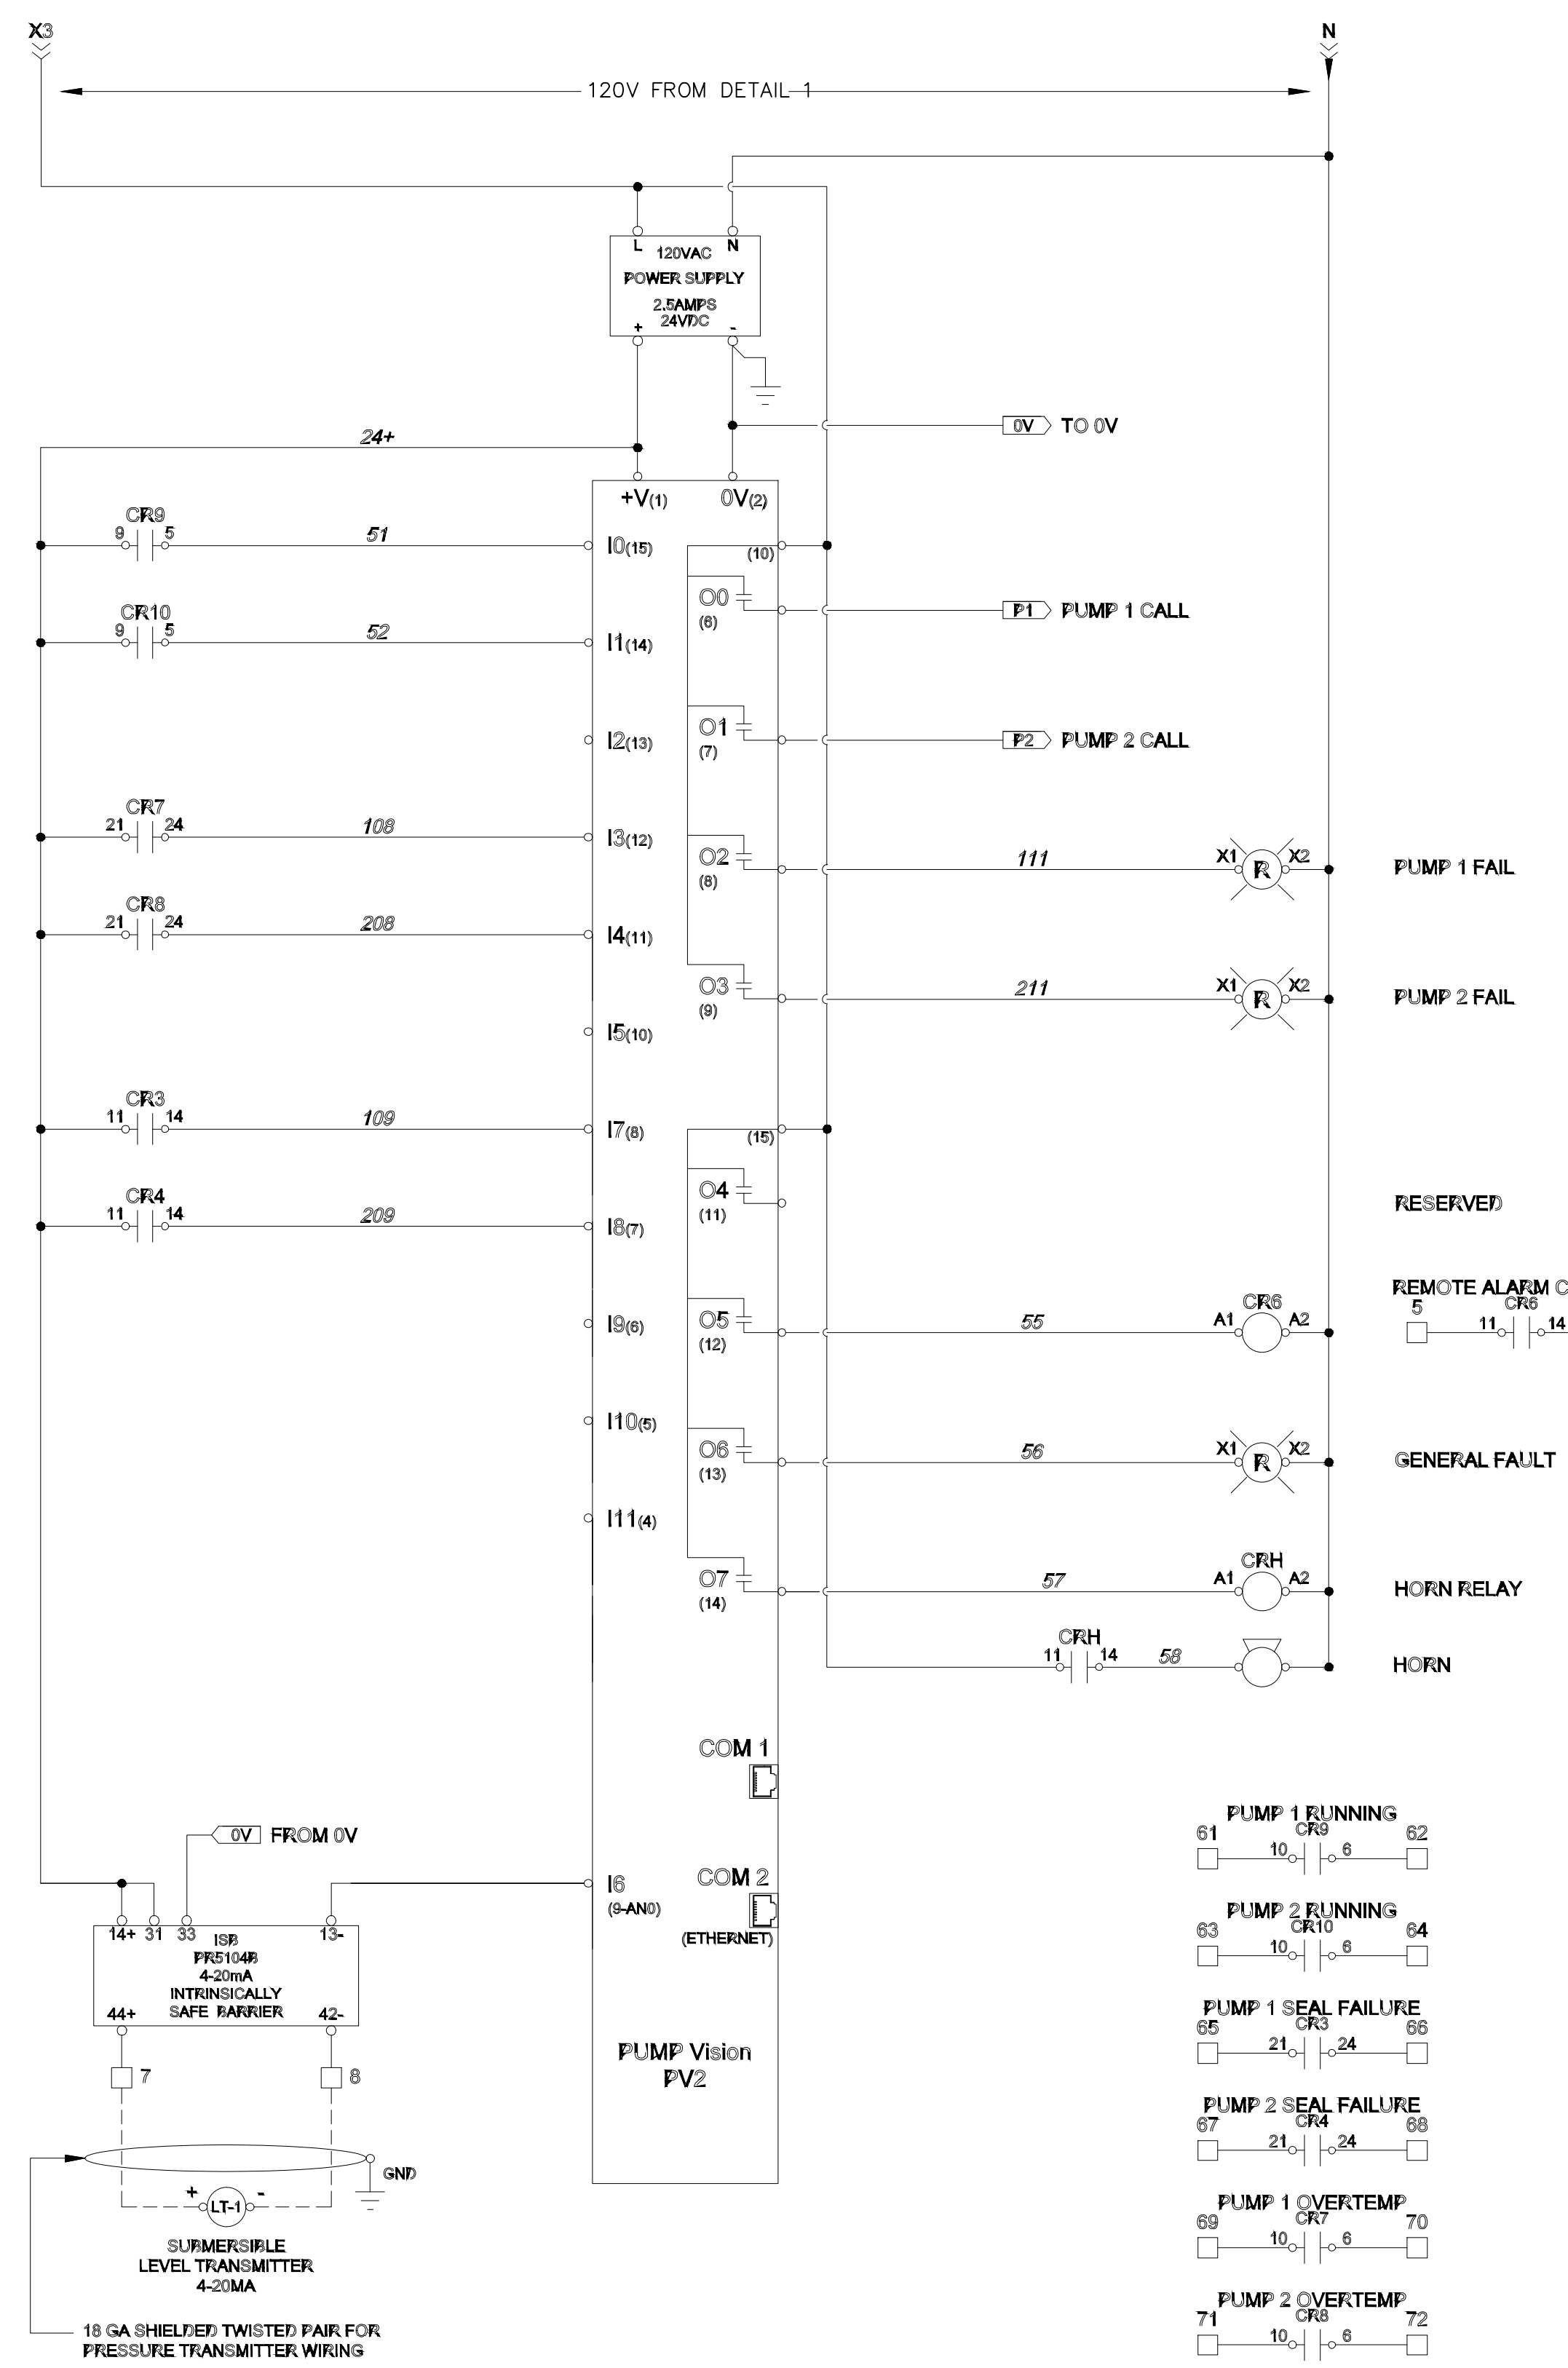 X3
N
120V FROM DETAIL 1
L
N
120VAC
POWER SUPPLY
2.5AMPS
24VDC
+
-
24+
0V
TO 0V
+V(1)
0V(2)
CR9
9
5
51
I0(15)
(10)
O0
(6)
P1
PUMP 1 CALL
CR10
9
5
52
I1(14)
I2(13)
O1
(7)
P2
PUMP 2 CALL
CR7
21
24
108
I3(12)
O2
(8)
111
X1
R
X2
PUMP 1 FAIL
CR8
21
24
208
I4(11)
O3
(9)
211
X1
R
X2
PUMP 2 FAIL
I5(10)
CR3
11
14
109
I7(8)
(15)
O4
(11)
RESERVED
CR4
11
14
209
I8(7)
REMOTE ALARM C
I9(6)
O5
(12)
55
A1
CR6
A2
5
11
CR6
14
I10(5)
O6
(13)
56
X1
R
X2
GENERAL FAULT
I11(4)
O7
(14)
57
A1
CRH
A2
HORN RELAY
11
CRH
14
58
HORN
COM 1
0V
FROM 0V
I6
(9-AN0)
COM 2
(ETHERNET)
14+
31
33
13-
ISB
PR5104B
4-20mA
INTRINSICALLY
SAFE BARRIER
44+
42-
7
8
GND
+
LT-1
-
SUBMERSIBLE
LEVEL TRANSMITTER
4-20MA
18 GA SHIELDED TWISTED PAIR FOR
PRESSURE TRANSMITTER WIRING
PUMP Vision
PV2
PUMP 1 RUNNING
61
10
CR9
6
62
PUMP 2 RUNNING
63
10
CR10
6
64
PUMP 1 SEAL FAILURE
65
21
CR3
24
66
PUMP 2 SEAL FAILURE
67
21
CR4
24
68
PUMP 1 OVERTEMP
69
10
CR7
6
70
PUMP 2 OVERTEMP
71
10
CR8
6
72